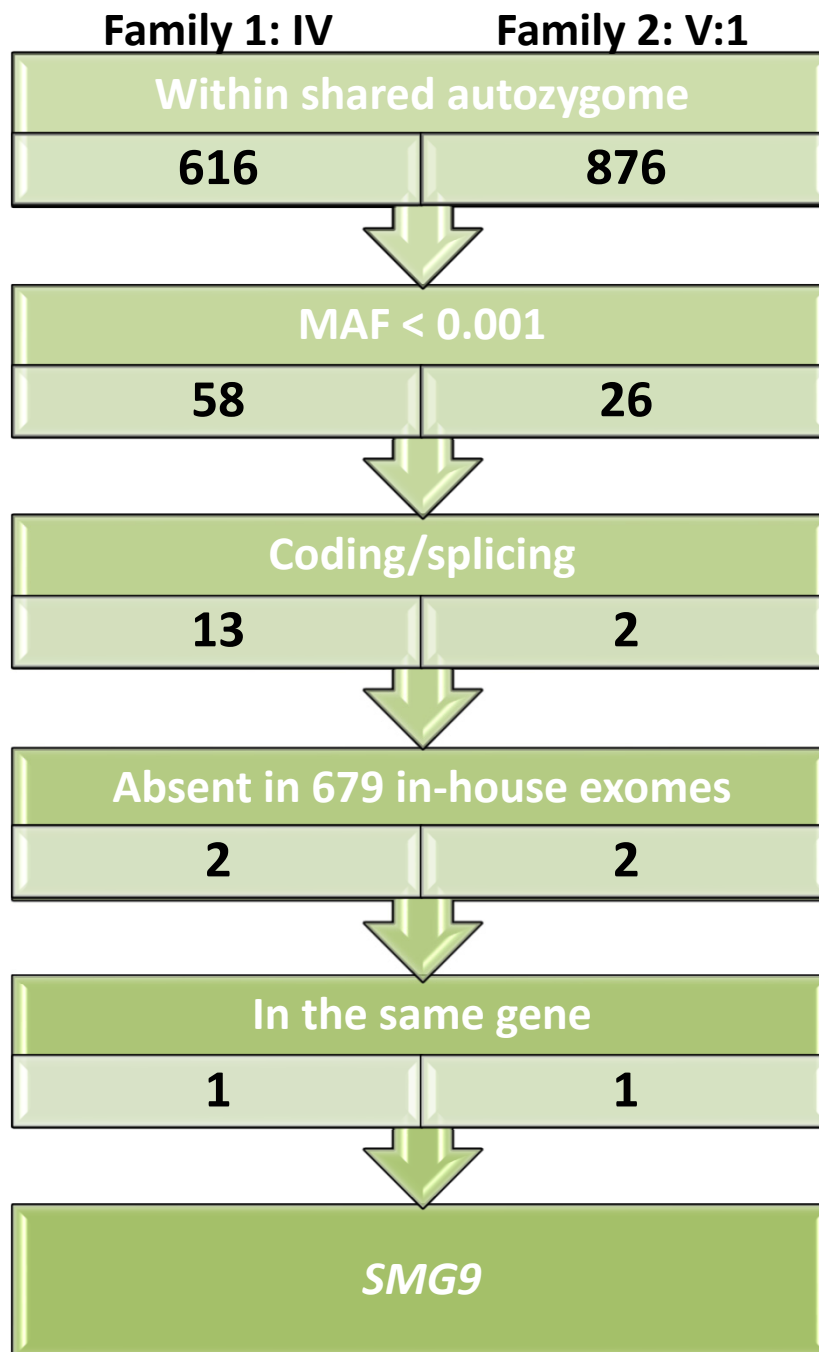 Family 1: IV Family 2: V:1
Within shared autozygome
616 876
MAF < 0.001
58 26
Coding/splicing
13 2
Absent in 679 in-house exomes
2 2
In the same gene
1 1
SMG9